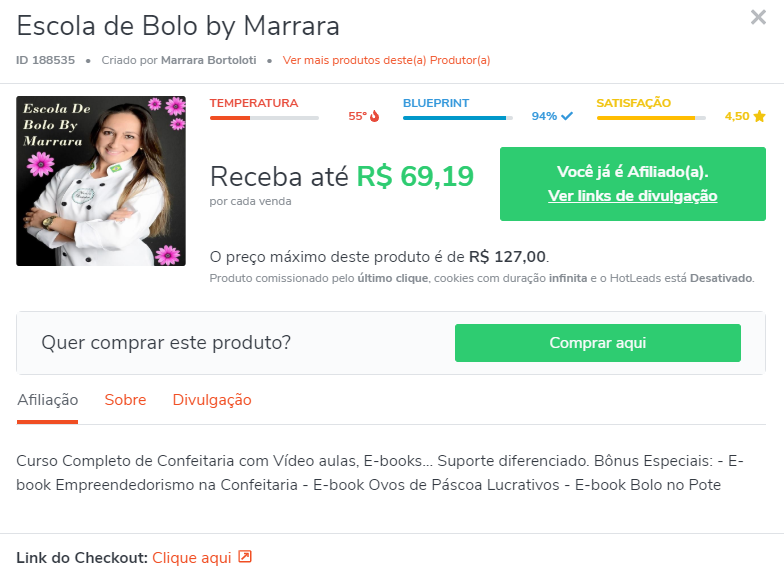 Escola de Bolo by Marrara
ID 188535 • Criado por Marrara Bortoloti • Ver mais produtos deste(a) Produtor(a)
Escola De
Bolo By
Marrara
TEMPERATURA
55°
BLUEPRINT
94%
SATISFAÇÃO
4,50
Receba até R$ 69,19
por cada venda
Você já é Afiliado(a).
Ver links de divulgação
O preço máximo deste produto é de R$ 127,00.
Produto comissionado pelo último clique, cookies com duração infinita e o HotLeads está Desativado.
Quer comprar este produto?
Comprar aqui
Afiliação Sobre Divulgação
Curso Completo de Confeitaria com Vídeo aulas, E-books... Suporte diferenciado. Bônus Especiais: - E-
book Empreendedorismo na Confeitaria - E-book Ovos de Páscoa Lucrativos - E-book Bolo no Pote
Link do Checkout: Clique aqui